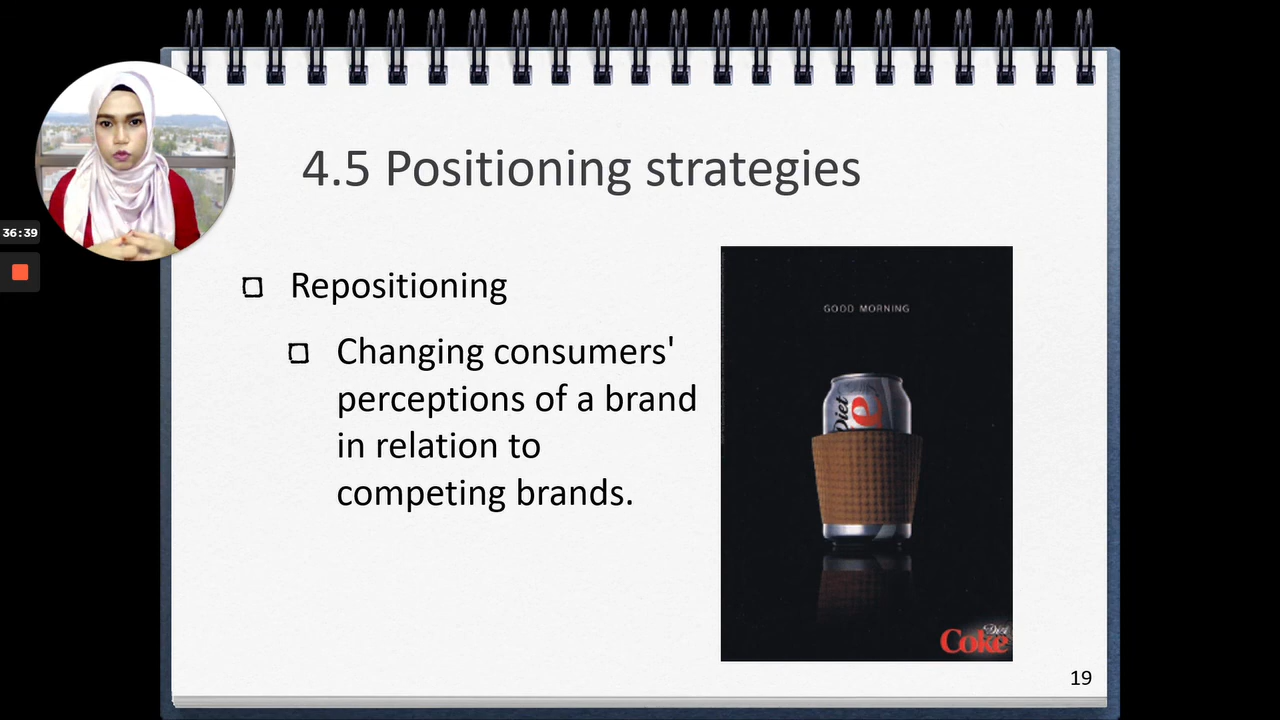 4.5 Positioning strategies
36:39
Repositioning
Changing consumers'
perceptions of a brand
in relation to
competing brands.
GOOD MORNING
Diet
Diet
Coke
19